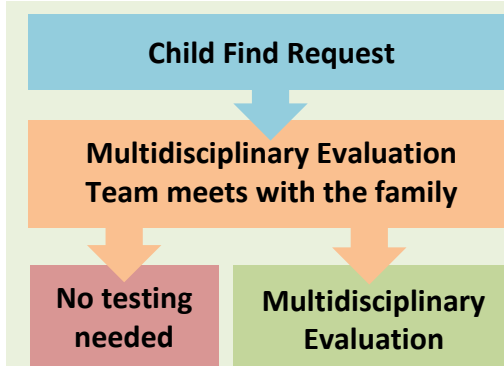 Child Find Request
Multidisciplinary Evaluation
Team meets with the family
No testing
needed
Multidisciplinary
Evaluation